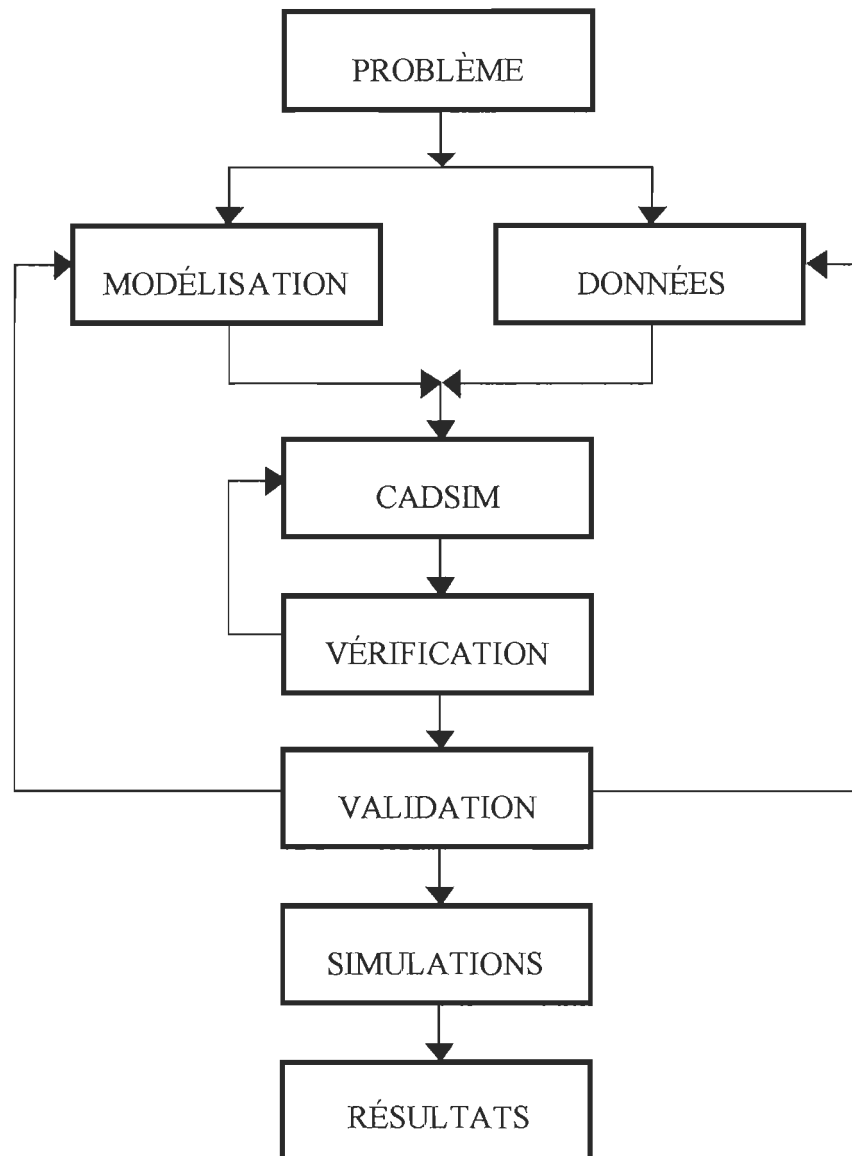 PROBLÈME
MODÉLISATION
DONNÉES
CADSIM
VÉRIFICATION
VALIDATION
SIMULATIONS
RÉSULTATS